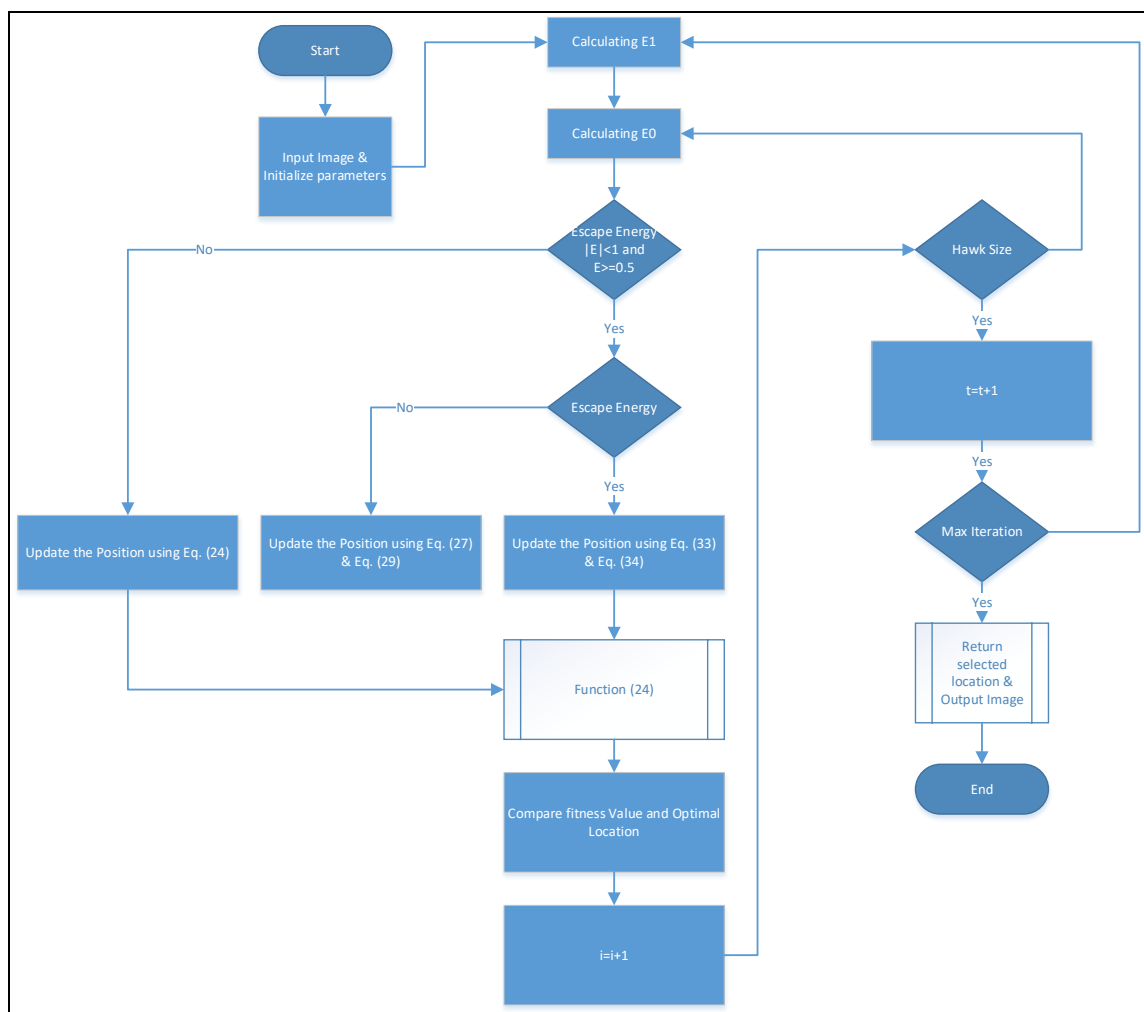 Start
Input Image &
Initialize parameters
Calculating E1
Calculating E0
Escape Energy
|E|<1 and
E>=0.5
No
Yes
Escape Energy
No
Yes
Update the Position using Eq. (24)
Update the Position using Eq. (27)
& Eq. (29)
Update the Position using Eq. (33)
& Eq. (34)
Function (24)
Compare fitness Value and Optimal
Location
i=i+1
Hawk Size
Yes
t=t+1
Yes
Max Iteration
Yes
Return
selected
location &
Output Image
End